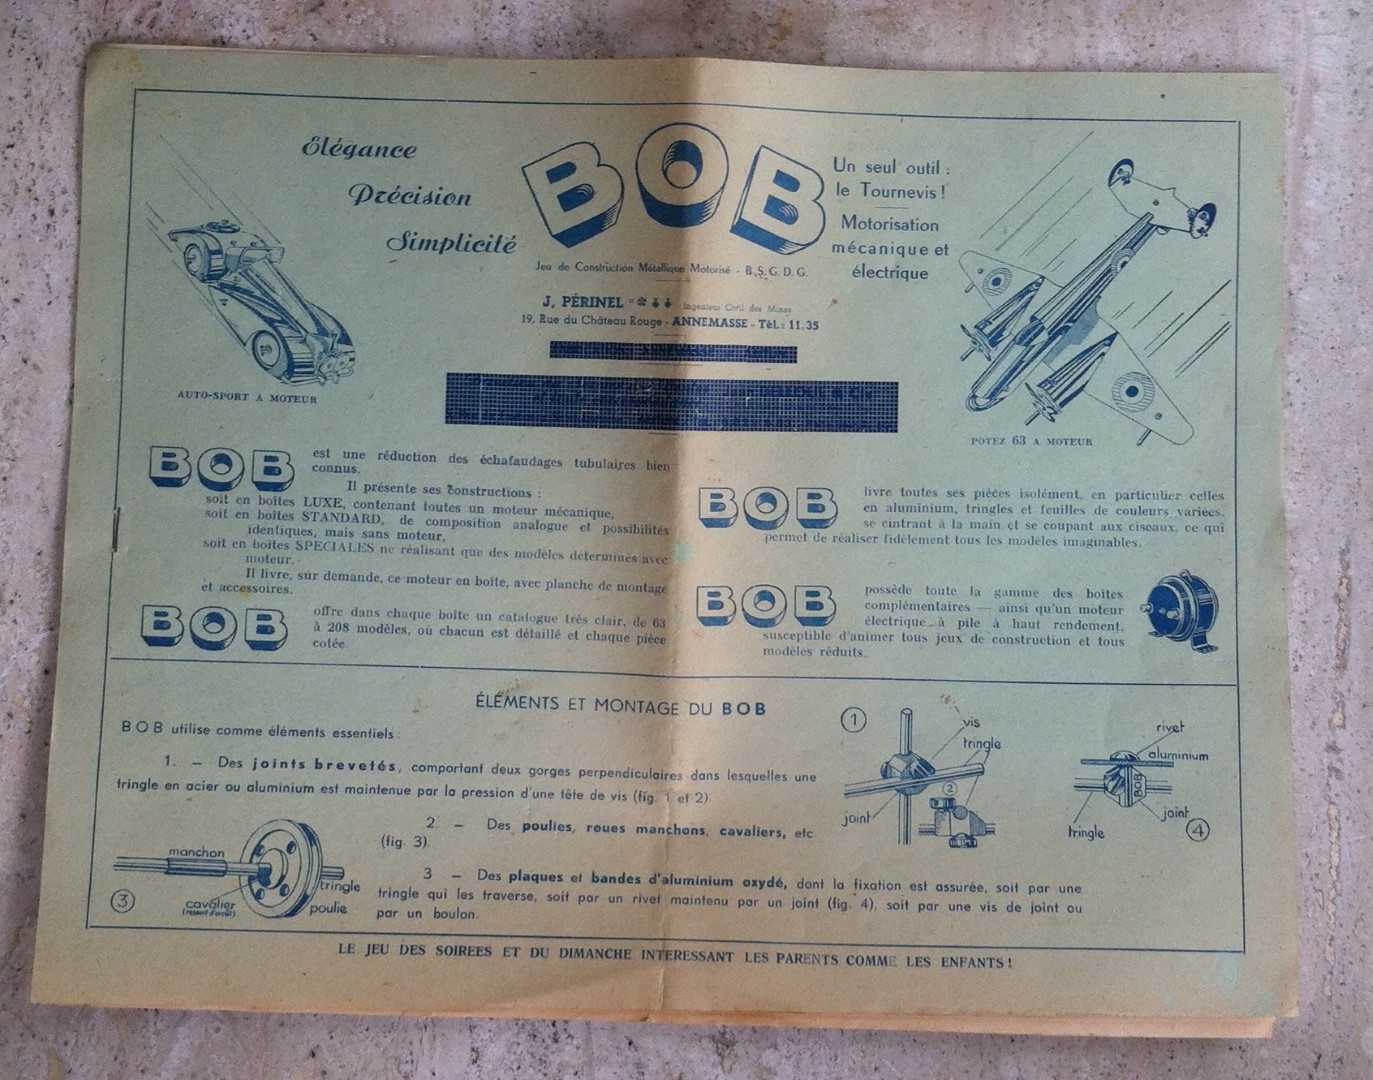 Élégance
Précision
Simplicité
BOB
Un seul outil :
le Tournevis !
Motorisation
mécanique et
électrique
Jeu de Construction Métallique Motorisé - B.S.G.D.G.
J. PÉRINEL Ingénieur Civil des Mines
19, Rue du Château Rouge - ANNEMASSE - Tél.: 11.35
AUTO-SPORT A MOTEUR
POTEZ 63 A MOTEUR
BOB est une réduction des échafaudages tubulaires bien
connus.
Il présente ses constructions :
soit en boîtes LUXE, contenant toutes un moteur mécanique,
soit en boîtes STANDARD, de composition analogue et possibilités
identiques, mais sans moteur,
soit en boîtes SPECIALES ne réalisant que des modèles déterminés avec
moteur.
Il livre, sur demande, ce moteur en boîte, avec planche de montage
et accessoires.
BOB offre dans chaque boîte un catalogue très clair, de 63
à 208 modèles, où chacun est détaillé et chaque pièce
cotée.
BOB livre toutes ses pièces isolément, en particulier celles
en aluminium, tringles et feuilles de couleurs variées,
se cintrant à la main et se coupant aux ciseaux, ce qui
permet de réaliser fidèlement tous les modèles imaginables.
BOB possède toute la gamme des boîtes
complémentaires — ainsi qu'un moteur
électrique à pile à haut rendement,
susceptible d'animer tous jeux de construction et tous
modèles réduits.
ÉLÉMENTS ET MONTAGE DU BOB
BOB utilise comme éléments essentiels :
1. — Des joints brevetés, comportant deux gorges perpendiculaires dans lesquelles une
tringle en acier ou aluminium est maintenue par la pression d'une tête de vis (fig. 1 et 2).
2 — Des poulies, roues manchons, cavaliers, etc
(fig 3).
3 — Des plaques et bandes d'aluminium oxydé, dont la fixation est assurée, soit par une
tringle qui les traverse, soit par un rivet maintenu par un joint (fig. 4), soit par une vis de joint ou
par un boulon.
manchon
cavalier
(ressort d'arrêt)
tringle
poulie
3
1
vis
tringle
joint
2
rivet
aluminium
BOB
joint
tringle
4
LE JEU DES SOIREES ET DU DIMANCHE INTERESSANT LES PARENTS COMME LES ENFANTS !